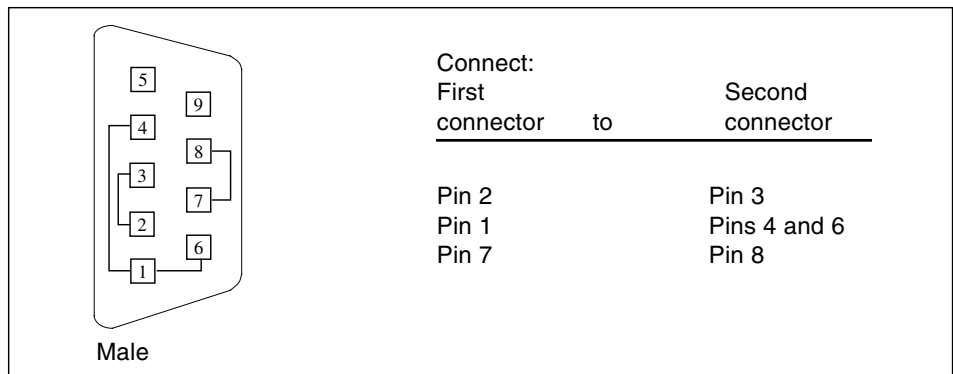 5
9
4
8
3
7
2
6
1
Male
Connect:
First Second
connector to connector
Pin 2 Pin 3
Pin 1 Pins 4 and 6
Pin 7 Pin 8